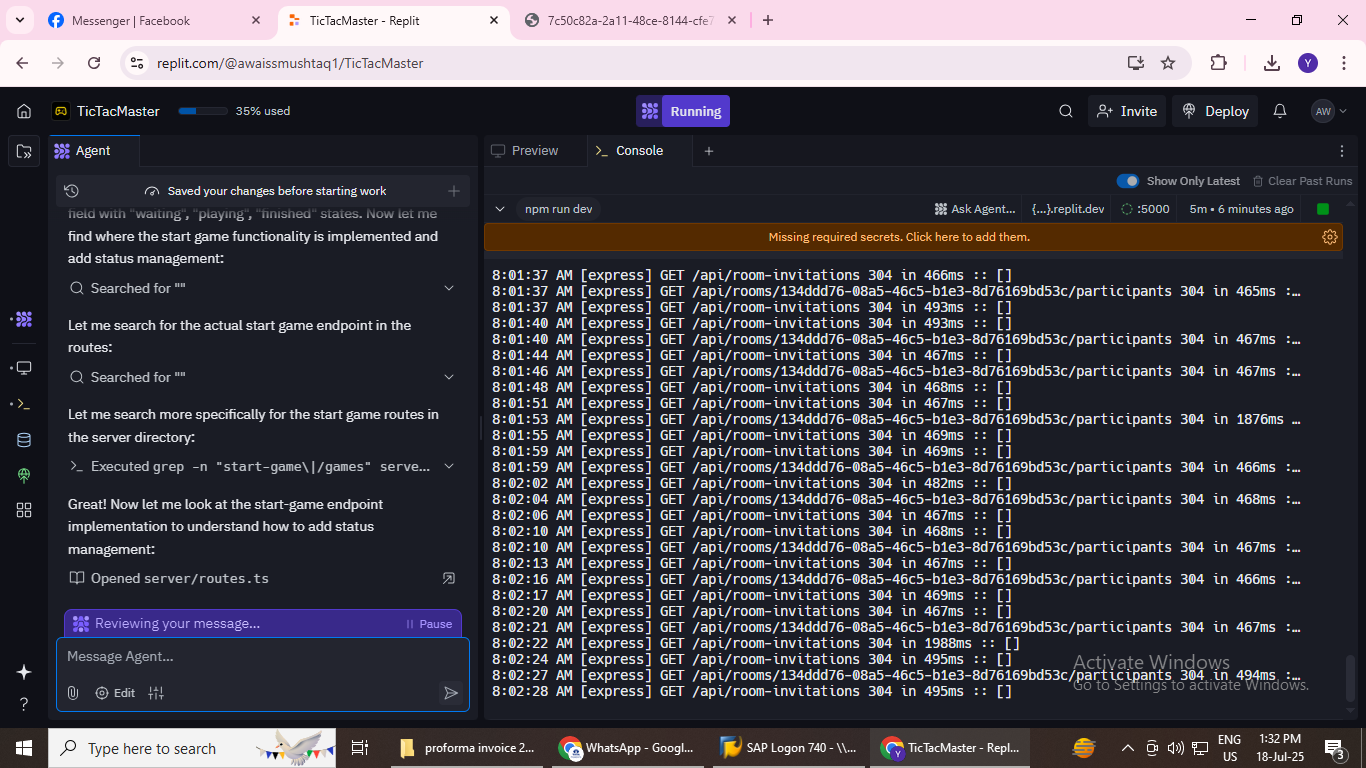 Messenger | Facebook
TicTacMaster - Replit
7c50c82a-2a11-48ce-8144-cfe7
replit.com/@awaissmushtaq1/TicTacMaster
Y
TicTacMaster
35% used
Running
Invite
Deploy
AW
Agent
Saved your changes before starting work
field with "waiting", "playing", "finished" states. Now let me
find where the start game functionality is implemented and
add status management:
Searched for ""
Let me search for the actual start game endpoint in the
routes:
Searched for ""
Let me search more specifically for the start game routes in
the server directory:
Executed grep -n "start-game\|/games" serve...
Great! Now let me look at the start-game endpoint
implementation to understand how to add status
management:
Opened server/routes.ts
Reviewing your message...
Pause
Message Agent...
Edit
Preview
Console
Show Only Latest
Clear Past Runs
npm run dev
Ask Agent...
{...}.replit.dev
:5000
5m • 6 minutes ago
Missing required secrets. Click here to add them.
8:01:37 AM [express] GET /api/room-invitations 304 in 466ms :: []
8:01:37 AM [express] GET /api/rooms/134ddd76-08a5-46c5-b1e3-8d76169bd53c/participants 304 in 465ms :…
8:01:37 AM [express] GET /api/room-invitations 304 in 493ms :: []
8:01:40 AM [express] GET /api/room-invitations 304 in 493ms :: []
8:01:40 AM [express] GET /api/rooms/134ddd76-08a5-46c5-b1e3-8d76169bd53c/participants 304 in 467ms :…
8:01:44 AM [express] GET /api/room-invitations 304 in 467ms :: []
8:01:46 AM [express] GET /api/rooms/134ddd76-08a5-46c5-b1e3-8d76169bd53c/participants 304 in 467ms :…
8:01:48 AM [express] GET /api/room-invitations 304 in 468ms :: []
8:01:51 AM [express] GET /api/room-invitations 304 in 467ms :: []
8:01:53 AM [express] GET /api/rooms/134ddd76-08a5-46c5-b1e3-8d76169bd53c/participants 304 in 1876ms …
8:01:55 AM [express] GET /api/room-invitations 304 in 469ms :: []
8:01:59 AM [express] GET /api/room-invitations 304 in 469ms :: []
8:01:59 AM [express] GET /api/rooms/134ddd76-08a5-46c5-b1e3-8d76169bd53c/participants 304 in 466ms :…
8:02:02 AM [express] GET /api/room-invitations 304 in 482ms :: []
8:02:04 AM [express] GET /api/rooms/134ddd76-08a5-46c5-b1e3-8d76169bd53c/participants 304 in 468ms :…
8:02:06 AM [express] GET /api/room-invitations 304 in 467ms :: []
8:02:10 AM [express] GET /api/room-invitations 304 in 468ms :: []
8:02:10 AM [express] GET /api/rooms/134ddd76-08a5-46c5-b1e3-8d76169bd53c/participants 304 in 467ms :…
8:02:13 AM [express] GET /api/room-invitations 304 in 467ms :: []
8:02:16 AM [express] GET /api/rooms/134ddd76-08a5-46c5-b1e3-8d76169bd53c/participants 304 in 466ms :…
8:02:17 AM [express] GET /api/room-invitations 304 in 469ms :: []
8:02:20 AM [express] GET /api/room-invitations 304 in 467ms :: []
8:02:21 AM [express] GET /api/rooms/134ddd76-08a5-46c5-b1e3-8d76169bd53c/participants 304 in 467ms :…
8:02:22 AM [express] GET /api/room-invitations 304 in 1988ms :: []
8:02:24 AM [express] GET /api/room-invitations 304 in 495ms :: []
8:02:27 AM [express] GET /api/rooms/134ddd76-08a5-46c5-b1e3-8d76169bd53c/participants 304 in 494ms :…
8:02:28 AM [express] GET /api/room-invitations 304 in 495ms :: []
Activate Windows
Go to Settings to activate Windows.
Type here to search
proforma invoice 2...
WhatsApp - Googl...
SAP Logon 740 - \\...
TicTacMaster - Repl...
ENG
US
1:32 PM
18-Jul-25
3